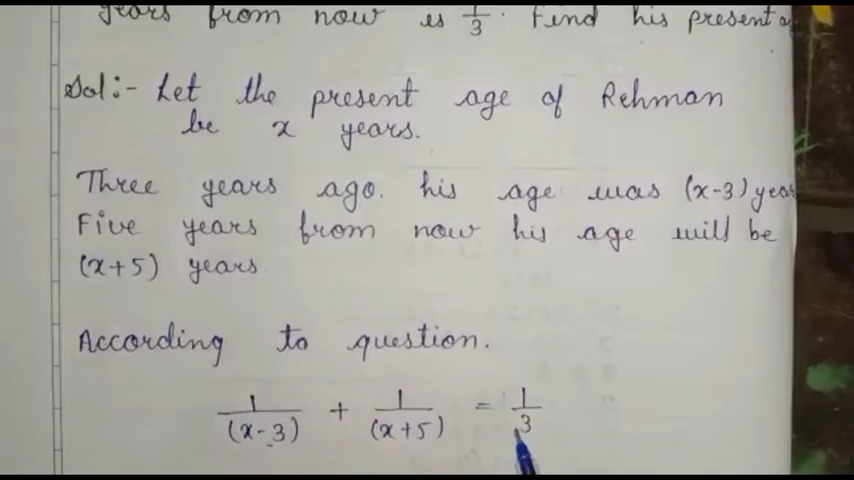 years from now is 1/3. Find his present
Sol:- Let the present age of Rehman
be x years.
Three years ago. his age was (x-3) year
Five years from now his age will be
(x+5) years.
According to question.
1/(x-3) + 1/(x+5) = 1/3